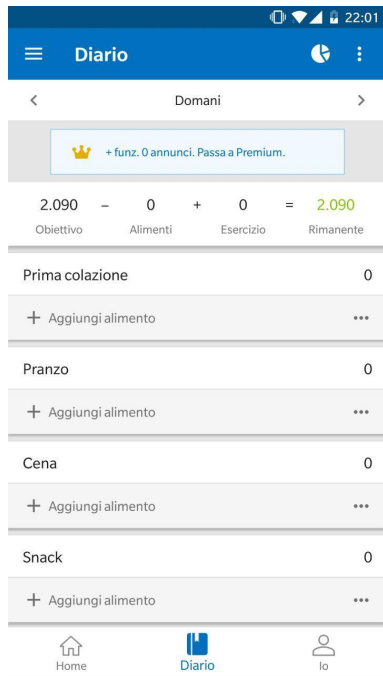 22:01
Diario
Domani
+ funz. 0 annunci. Passa a Premium.
2.090 – 0 + 0 = 2.090
Obiettivo Alimenti Esercizio Rimanente
Prima colazione 0
+ Aggiungi alimento
Pranzo 0
+ Aggiungi alimento
Cena 0
+ Aggiungi alimento
Snack 0
+ Aggiungi alimento
Home Diario Io